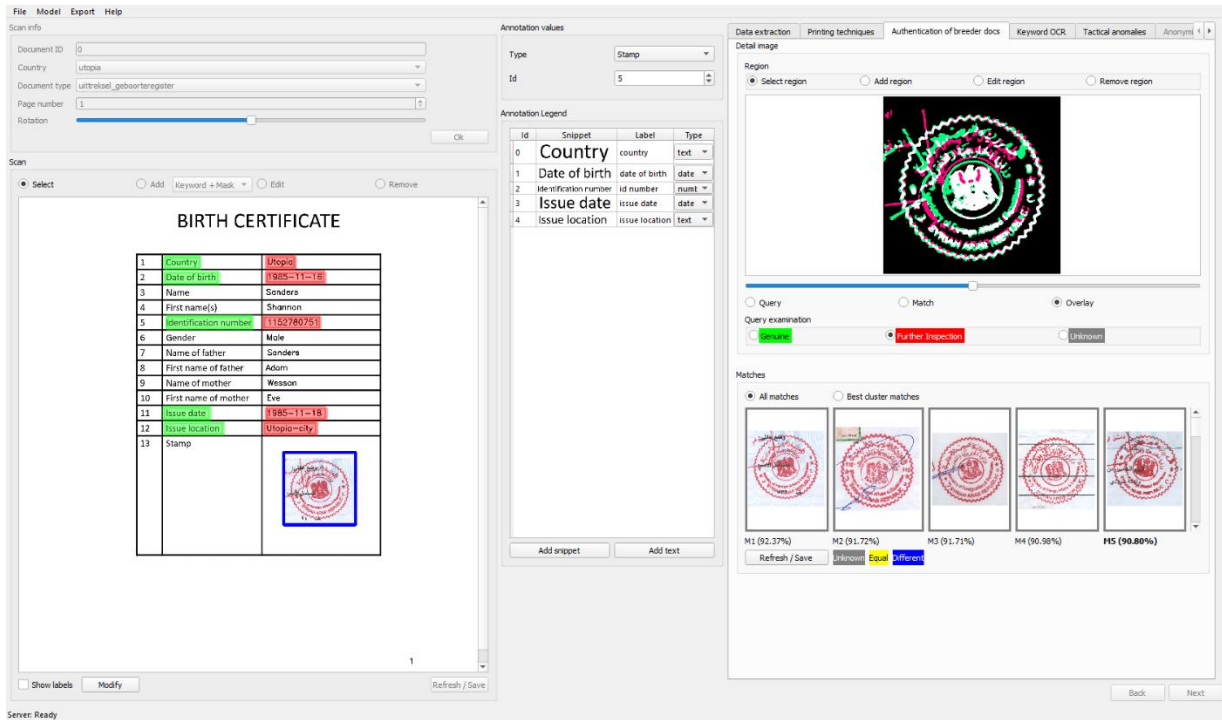 File Model Export Help
Scan info
Document ID 0
Country utopia
Document type uittreksel_geboorteregister
Page number 1
Rotation
Ok
Scan
Select Add Keyword + Mask Edit Remove
BIRTH CERTIFICATE
1 Country Utopia
2 Date of birth 1985-11-18
3 Name Sanders
4 First name(s) Shannon
5 Identification number 1152780751
6 Gender Male
7 Name of father Sanders
8 First name of father Adam
9 Name of mother Wesson
10 First name of mother Eve
11 Issue date 1985-11-18
12 Issue location Utopia-city
13 Stamp
1
Show labels Modify Refresh / Save
Server: Ready
Annotation values
Type Stamp
Id 5
Annotation Legend
Id Snippet Label Type
0 Country country text
1 Date of birth date of birth date
2 Identification number id number numt
3 Issue date issue date date
4 Issue location issue location text
Add snippet Add text
Data extraction Printing techniques Authentication of breeder docs Keyword OCR Tactical anomalies Anonymi
Detail image
Region
Select region Add region Edit region Remove region
Query Match Overlay
Query examination
Genuine Further Inspection Unknown
Matches
All matches Best cluster matches
M1 (92.37%) M2 (91.72%) M3 (91.71%) M4 (90.98%) M5 (90.80%)
Refresh / Save Unknown Equal Different
Back Next